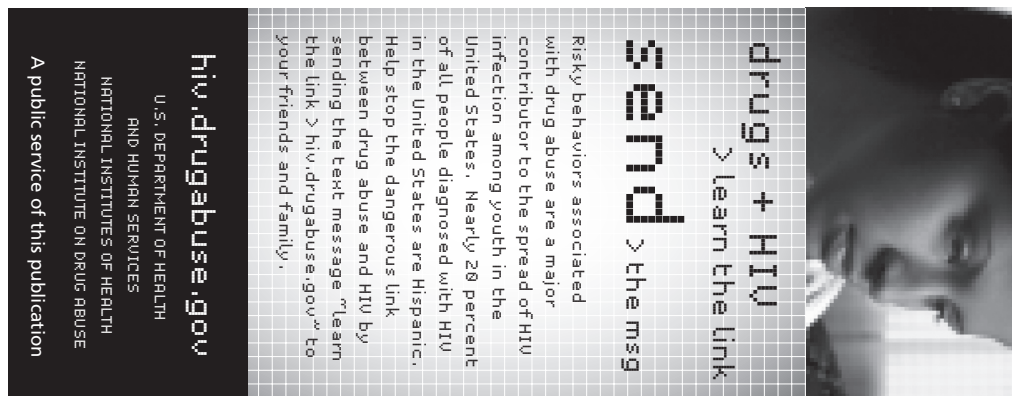 drugs + HIV
> learn the link
send > the msg
Risky behaviors associated
with drug abuse are a major
contributor to the spread of HIV
infection among youth in the
United States. Nearly 20 percent
of all people diagnosed with HIV
in the United States are Hispanic.
Help stop the dangerous link
between drug abuse and HIV by
sending the text message “learn
the link > hiv.drugabuse.gov” to
your friends and family.
hiv.drugabuse.gov
U.S. DEPARTMENT OF HEALTH
AND HUMAN SERVICES
NATIONAL INSTITUTES OF HEALTH
NATIONAL INSTITUTE ON DRUG ABUSE
A public service of this publication